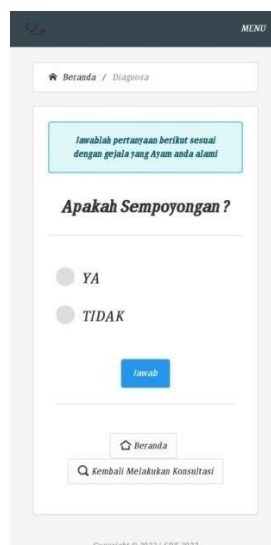 MENU
Beranda / Diagnosa
Jawablah pertanyaan berikut sesuai
dengan gejala yang Ayam anda alami
Apakah Sempoyongan ?
YA
TIDAK
Jawab
Beranda
Kembali Melakukan Konsultasi